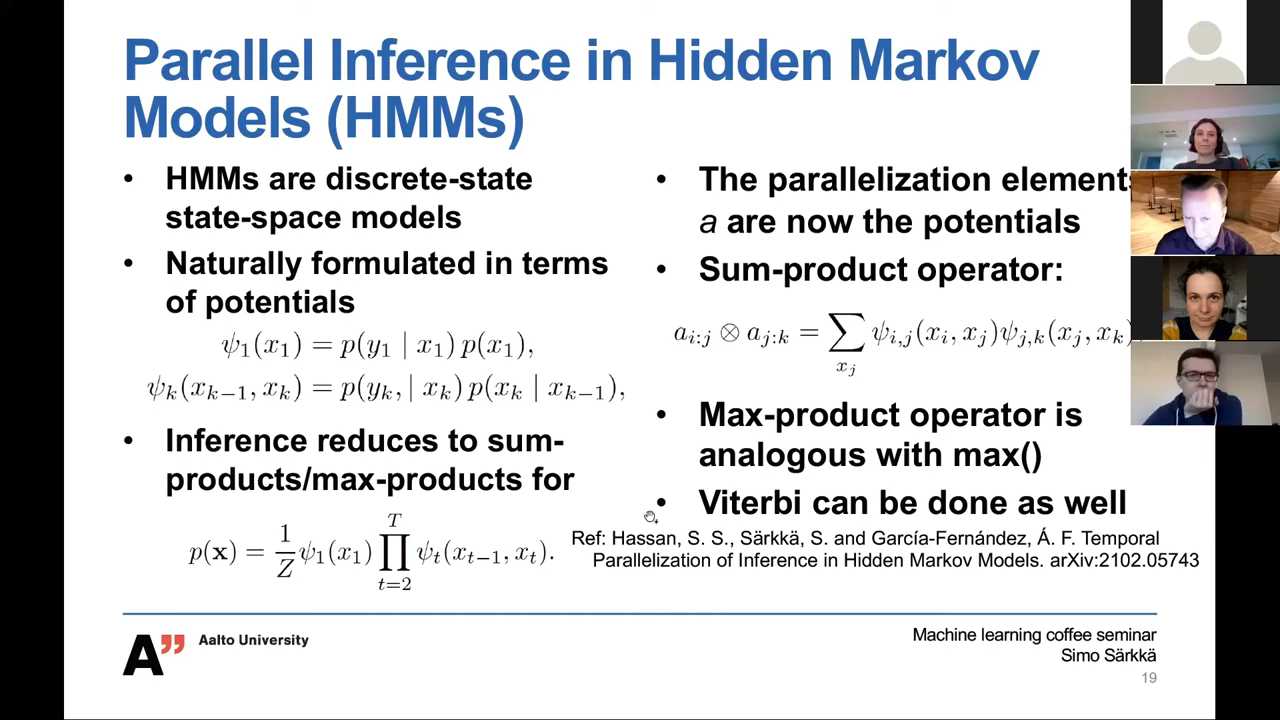 Parallel Inference in Hidden Markov
Models (HMMs)
• HMMs are discrete-state
state-space models
• Naturally formulated in terms
of potentials
ψ₁(x₁) = p(y₁ | x₁) p(x₁),
ψₖ(xₖ₋₁, xₖ) = p(yₖ, | xₖ) p(xₖ | xₖ₋₁),
• Inference reduces to sum-
products/max-products for
p(𝐱) = \frac{1}{Z} ψ₁(x₁) \prod_{t=2}^{T} ψₜ(xₜ₋₁, xₜ).
• The parallelization elements
a are now the potentials
• Sum-product operator:
a_{i:j} ⊗ a_{j:k} = \sum_{x_j} ψ_{i,j}(x_i, x_j)ψ_{j,k}(x_j, x_k)
• Max-product operator is
analogous with max()
• Viterbi can be done as well
Ref: Hassan, S. S., Särkkä, S. and García-Fernández, Á. F. Temporal
Parallelization of Inference in Hidden Markov Models. arXiv:2102.05743
A”
Aalto University
Machine learning coffee seminar
Simo Särkkä
19